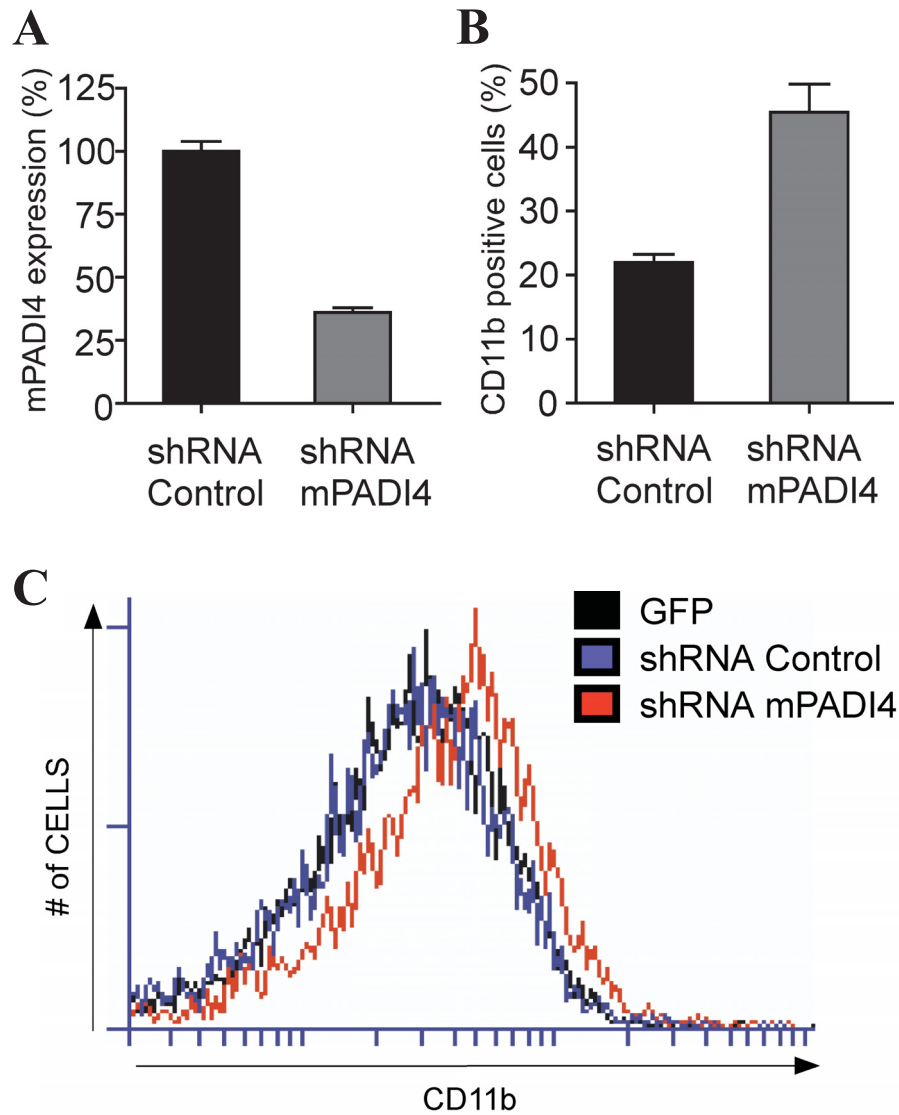 A
mPADI4 expression (%)
125
100
75
50
25
0
shRNA
Control
shRNA
mPADI4
B
CD11b positive cells (%)
50
40
30
20
10
0
shRNA
Control
shRNA
mPADI4
C
# of CELLS
GFP
shRNA Control
shRNA mPADI4
CD11b